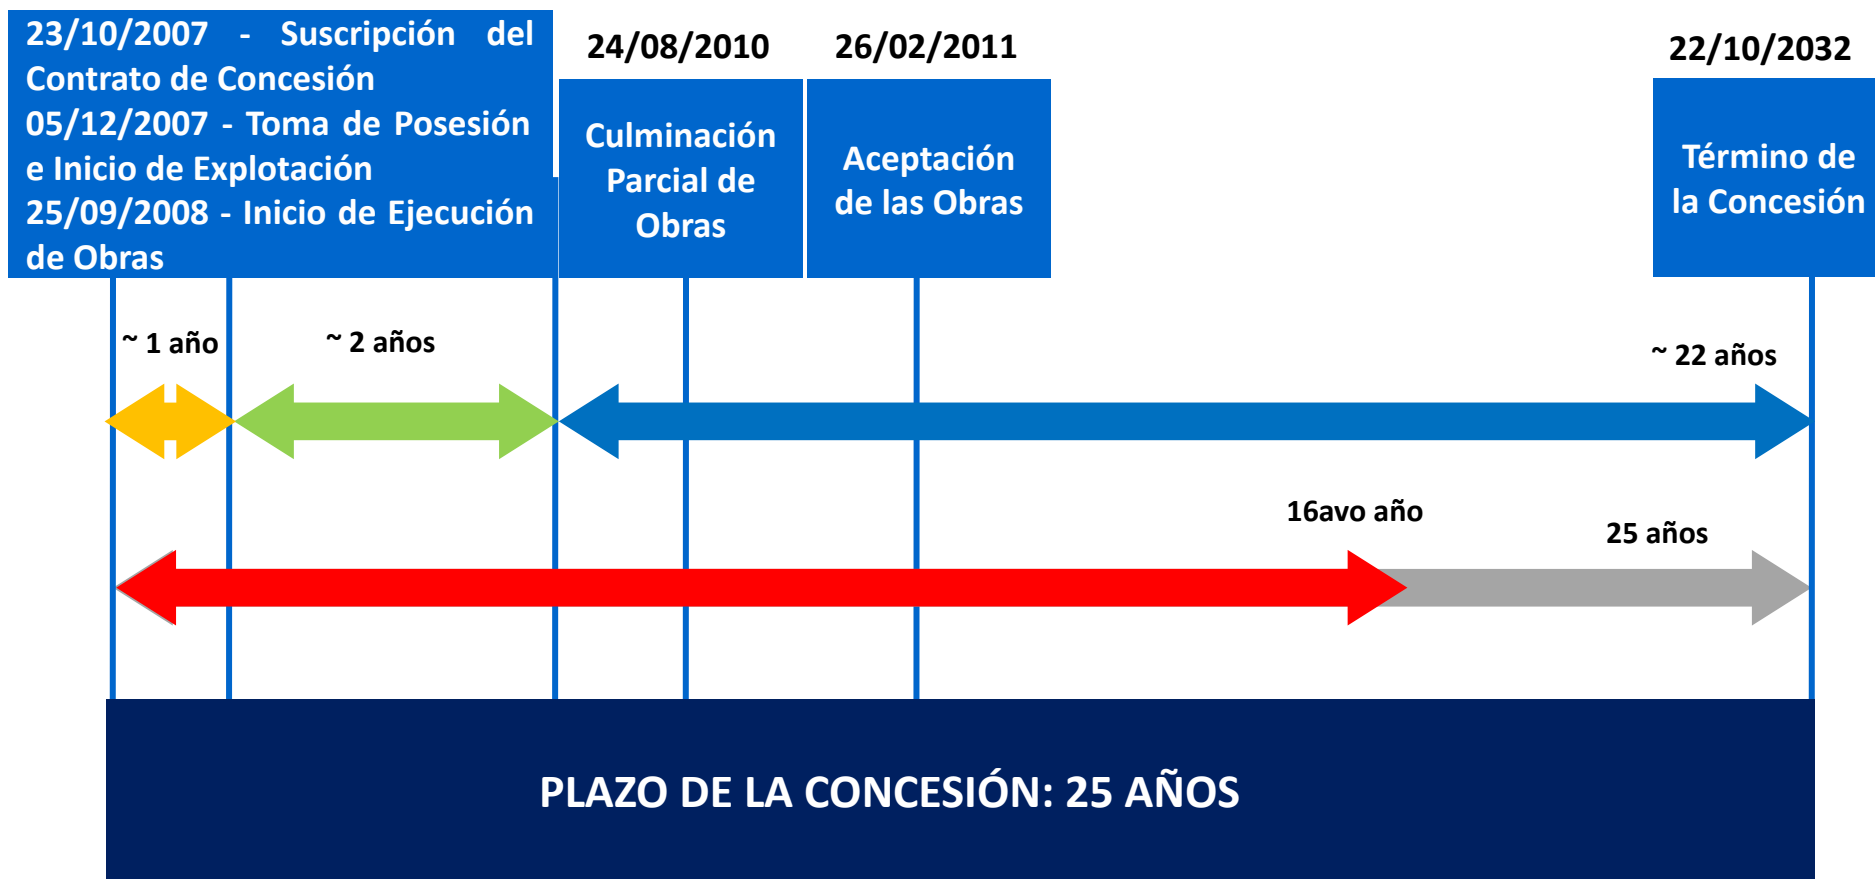 23/10/2007 - Suscripción del
Contrato de Concesión
05/12/2007 - Toma de Posesión
e Inicio de Explotación
25/09/2008 - Inicio de Ejecución
de Obras
24/08/2010
Culminación
Parcial de
Obras
26/02/2011
Aceptación
de las Obras
22/10/2032
Término de
la Concesión
~ 1 año
~ 2 años
~ 22 años
16avo año
25 años
PLAZO DE LA CONCESIÓN: 25 AÑOS